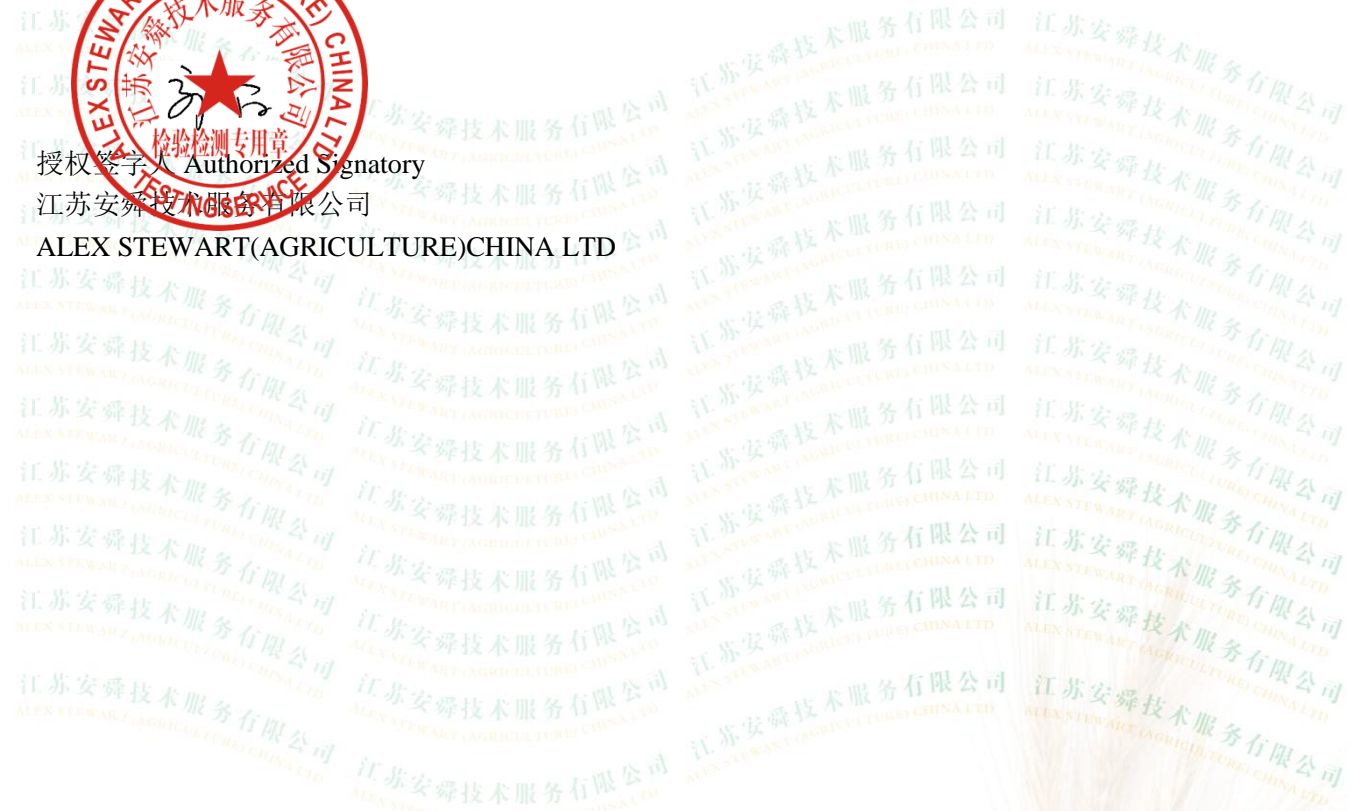 ALEX STEWART (AGRICULTURE) CHINA LTD
江苏安舜技术服务有限公司
检验检测专用章
TESTING SERVICE
授权签字人 Authorized Signatory
江苏安舜技术服务有限公司
ALEX STEWART(AGRICULTURE)CHINA LTD